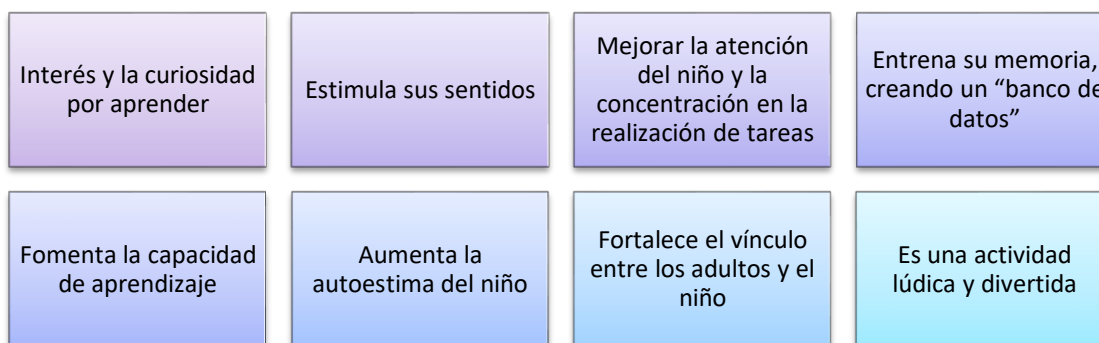 Interés y la curiosidad
por aprender
Estimula sus sentidos
Mejorar la atención
del niño y la
concentración en la
realización de tareas
Entrena su memoria,
creando un “banco de
datos”
Fomenta la capacidad
de aprendizaje
Aumenta la
autoestima del niño
Fortalece el vínculo
entre los adultos y el
niño
Es una actividad
lúdica y divertida